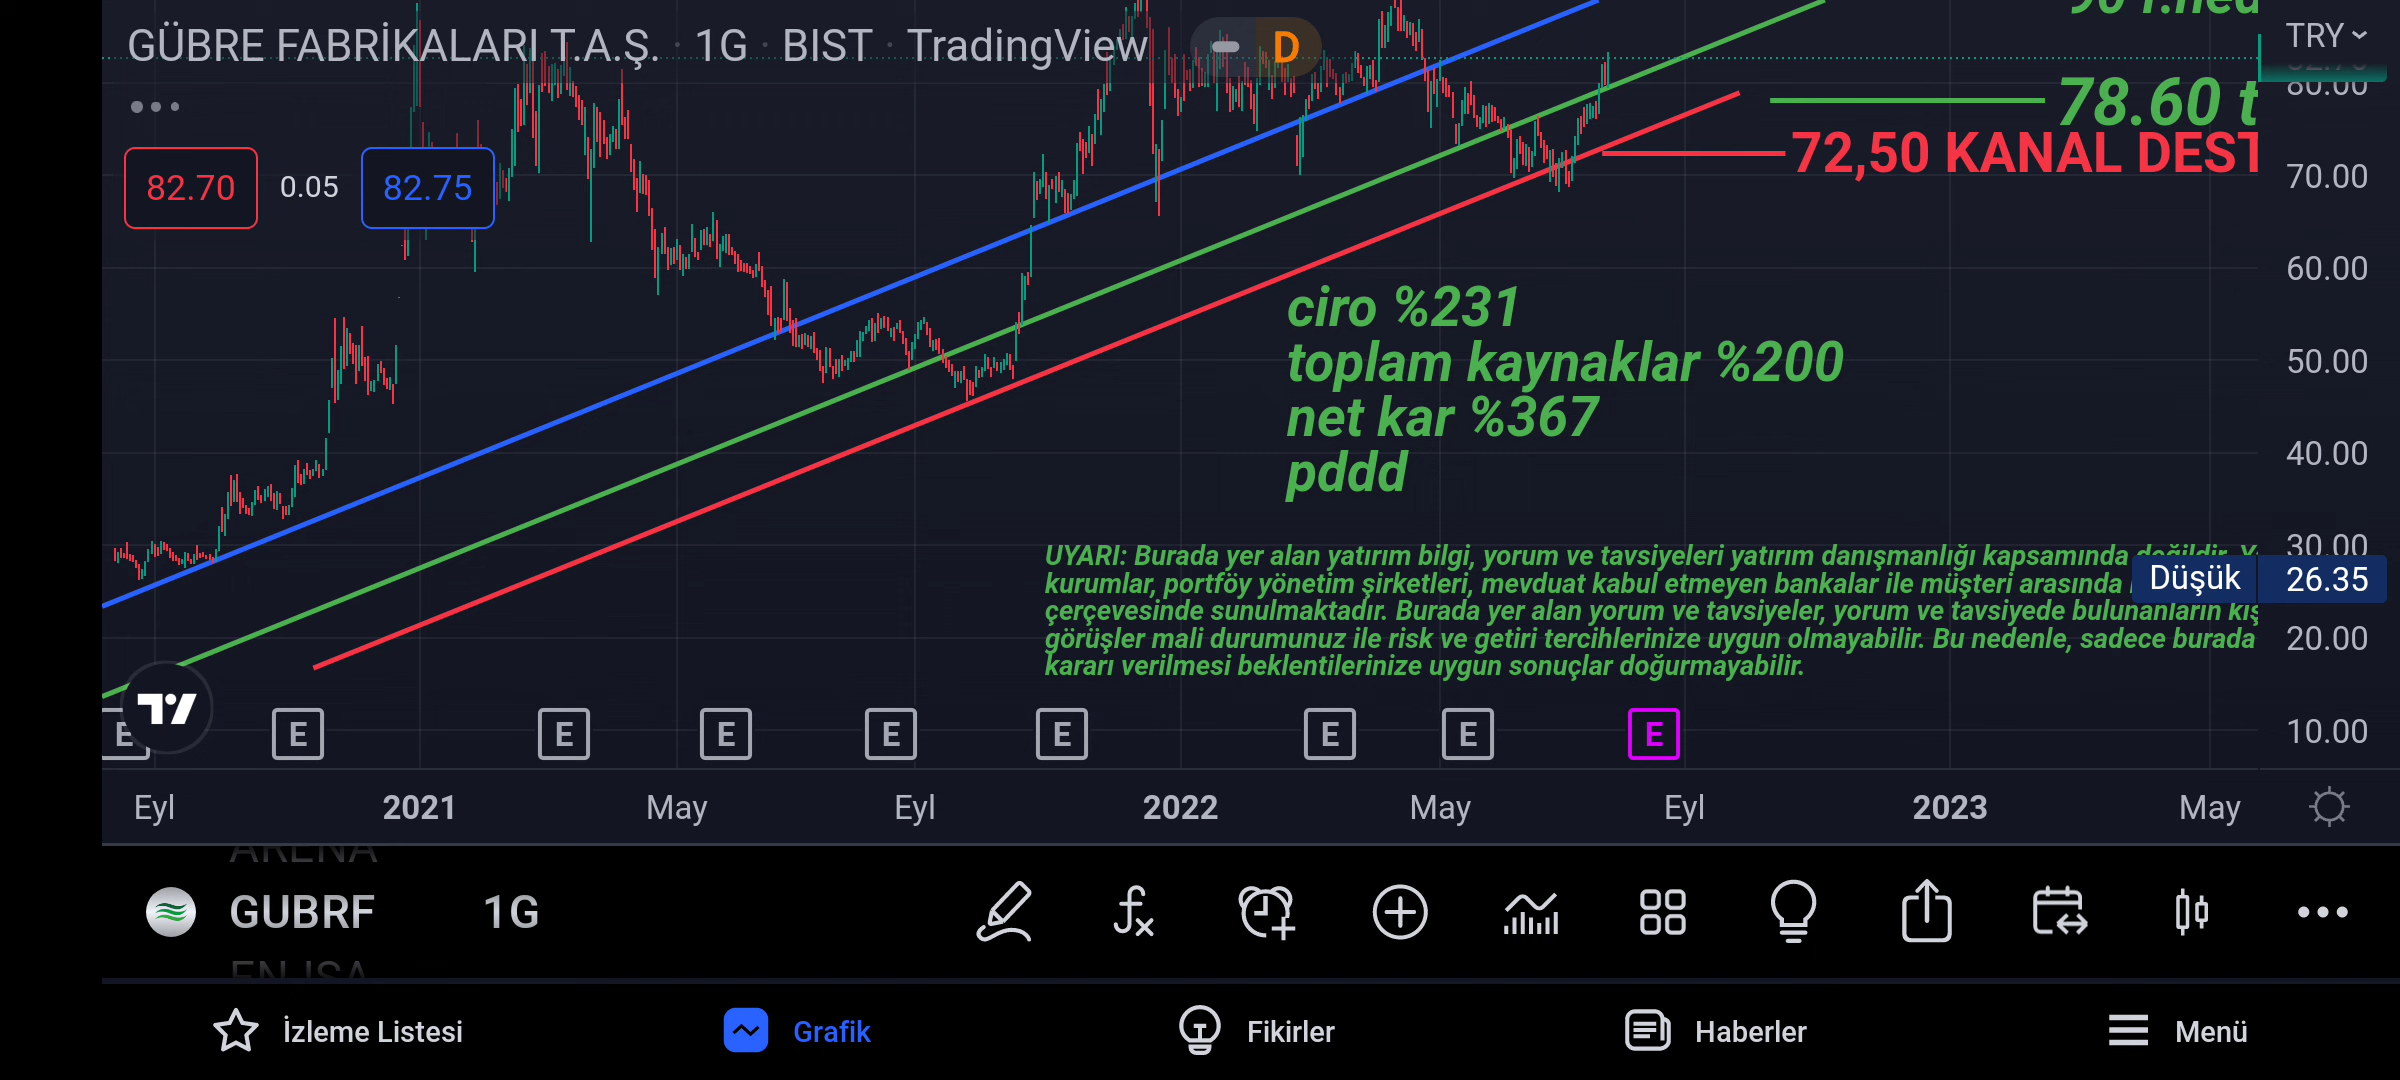 GÜBRE FABRİKALARI T.A.Ş. · 1G · BIST · TradingView
D
TRY
80.00
78.60 t
72,50 KANAL DEST
82.70 0.05 82.75
70.00
60.00
ciro %231
toplam kaynaklar %200
net kar %367
pddd
50.00
40.00
30.00
UYARI: Burada yer alan yatırım bilgi, yorum ve tavsiyeleri yatırım danışmanlığı kapsamında değildir. Y
kurumlar, portföy yönetim şirketleri, mevduat kabul etmeyen bankalar ile müşteri arasında
çerçevesinde sunulmaktadır. Burada yer alan yorum ve tavsiyeler, yorum ve tavsiyede bulunanların kiş
görüşler mali durumunuz ile risk ve getiri tercihlerinize uygun olmayabilir. Bu nedenle, sadece burada
kararı verilmesi beklentilerinize uygun sonuçlar doğurmayabilir.
Düşük 26.35
20.00
10.00
E E E E E E E E E
Eyl 2021 May Eyl 2022 May Eyl 2023 May
ARENA
GUBRF 1G
ENJSA
İzleme Listesi Grafik Fikirler Haberler Menü